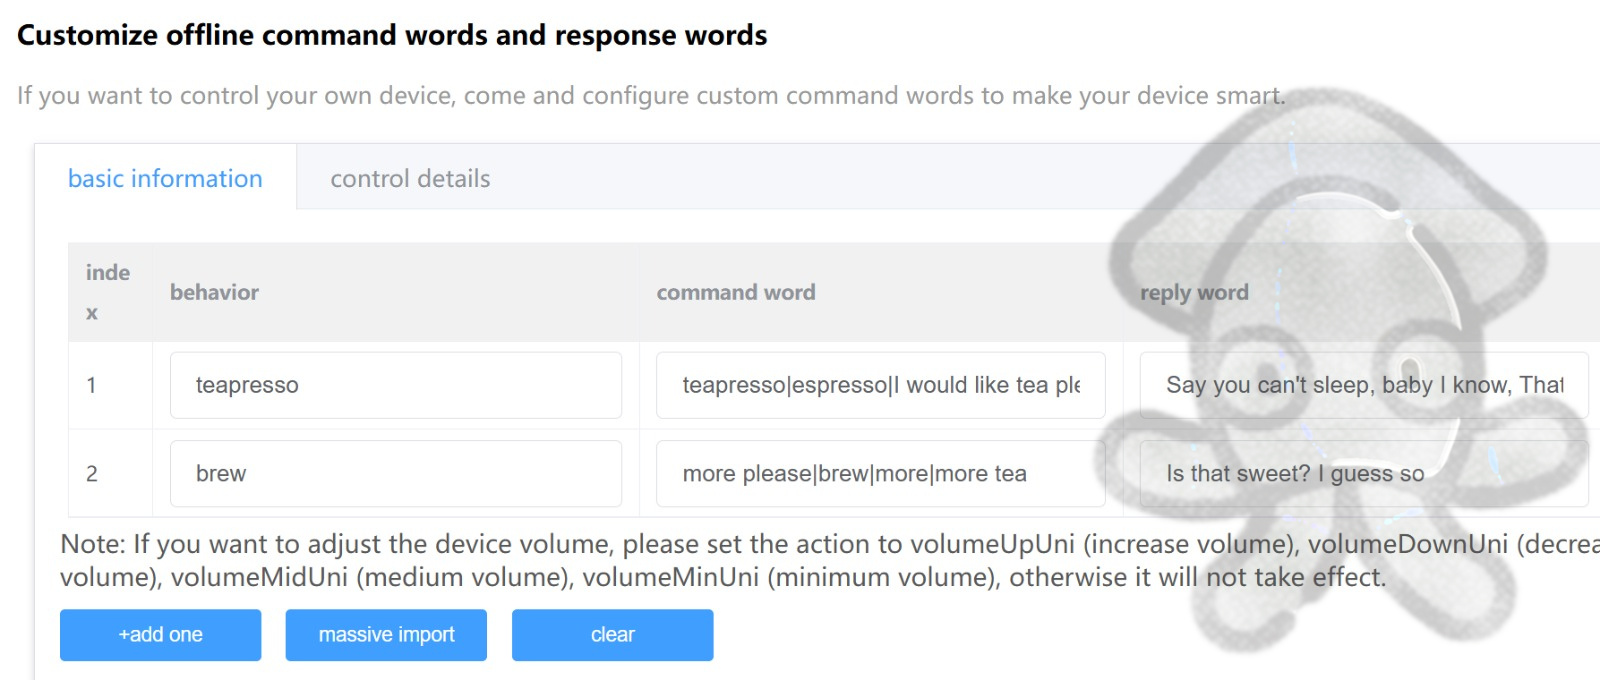 Customize offline command words and response words
If you want to control your own device, come and configure custom command words to make your device smart.
basic information control details
inde
x
behavior command word reply word
1 teapresso teapresso|espresso|I would like tea ple Say you can't sleep, baby I know, That
2 brew more please|brew|more|more tea Is that sweet? I guess so
Note: If you want to adjust the device volume, please set the action to volumeUpUni (increase volume), volumeDownUni (decrea
volume), volumeMidUni (medium volume), volumeMinUni (minimum volume), otherwise it will not take effect.
+add one massive import clear